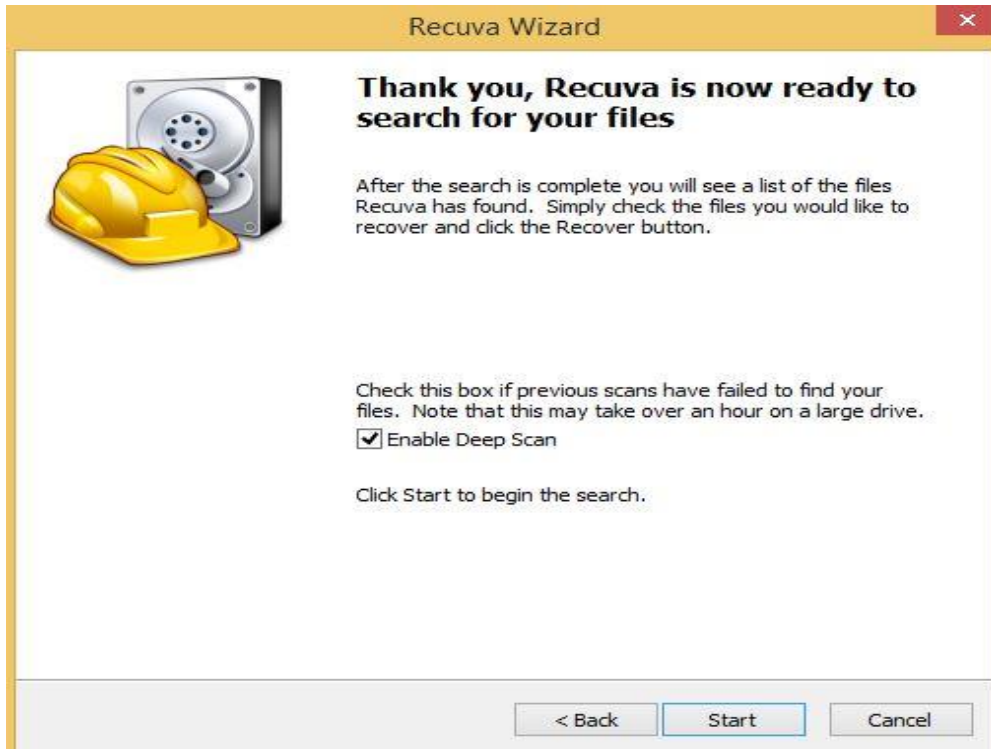 Recuva Wizard
Thank you, Recuva is now ready to
search for your files
After the search is complete you will see a list of the files
Recuva has found. Simply check the files you would like to
recover and click the Recover button.
Check this box if previous scans have failed to find your
files. Note that this may take over an hour on a large drive.
Enable Deep Scan
Click Start to begin the search.
< Back Start Cancel